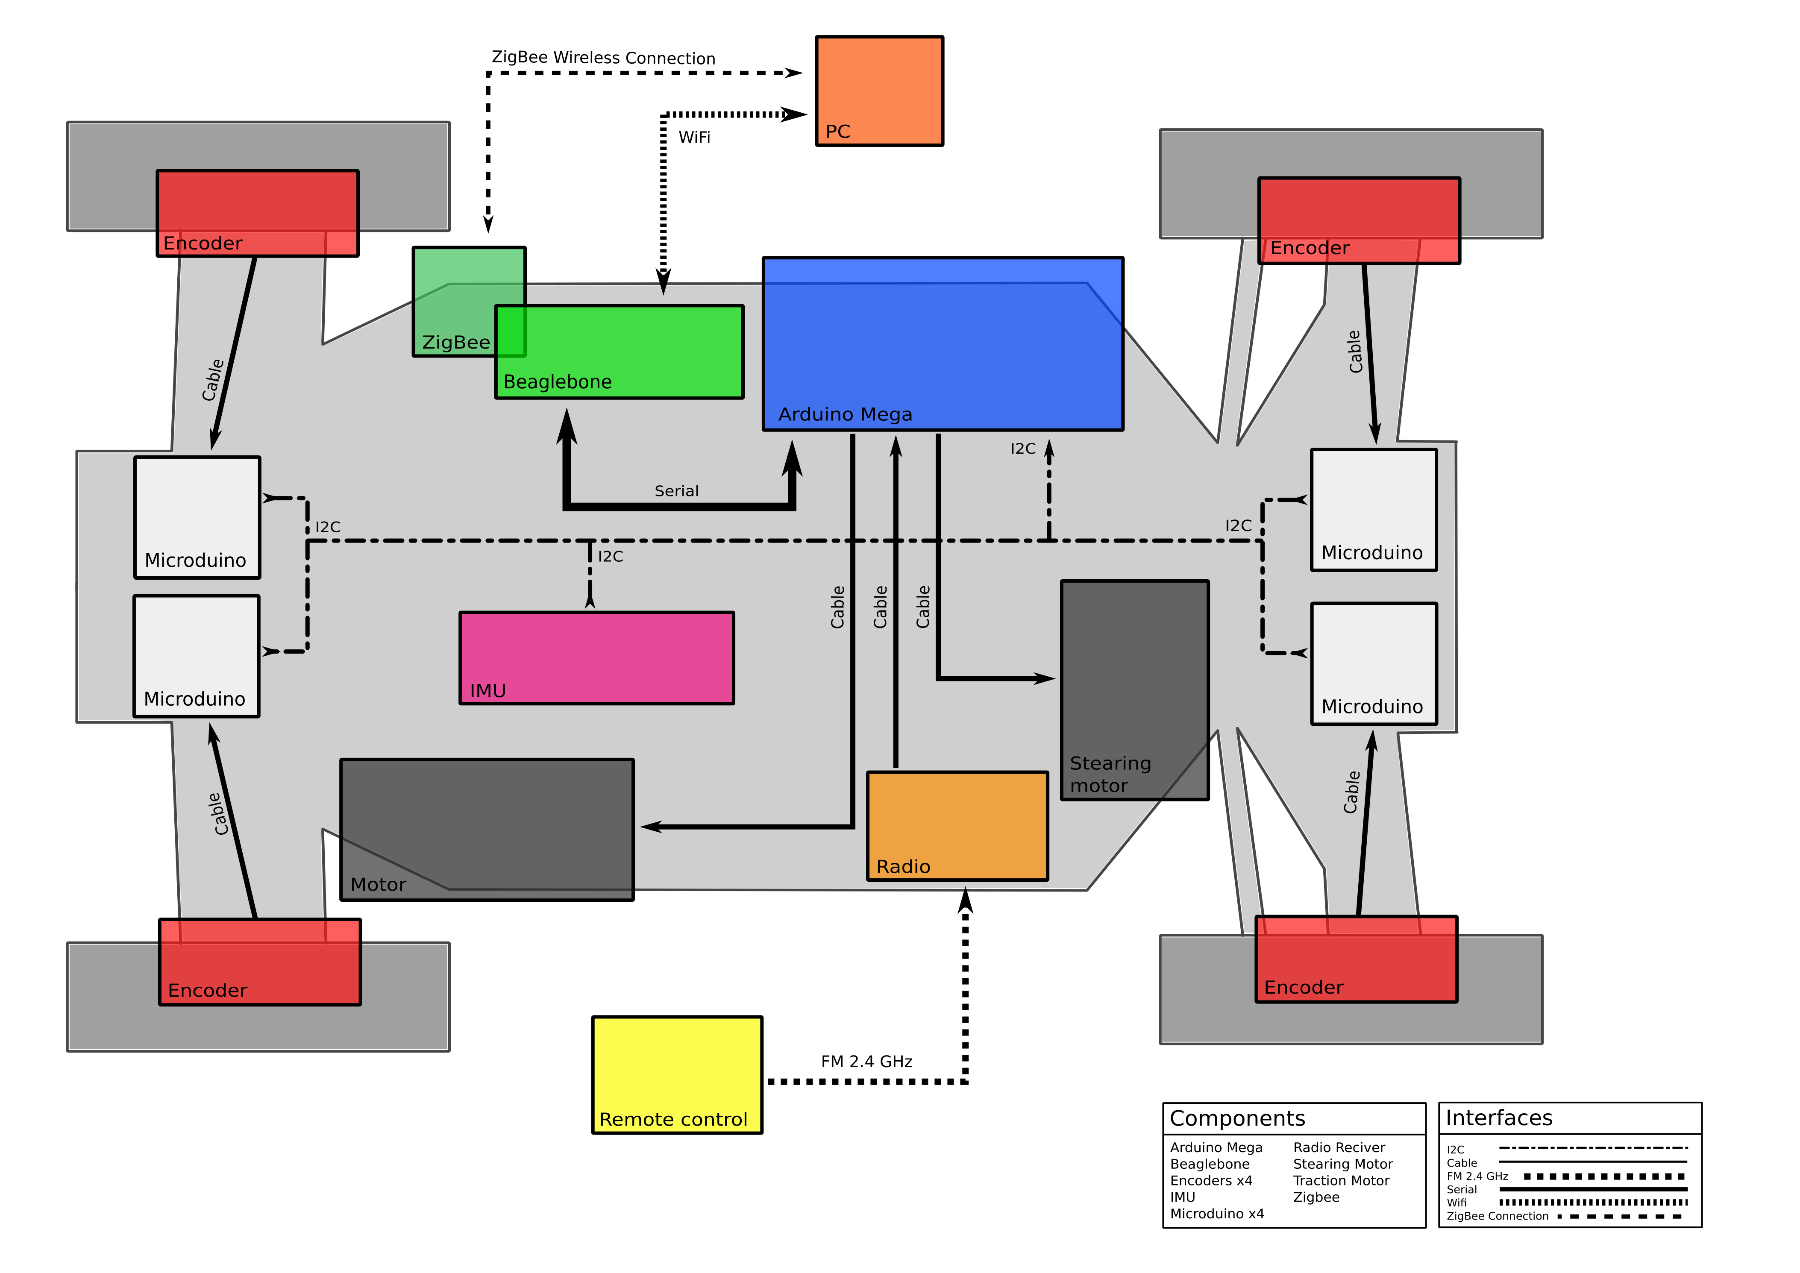 ZigBee Wireless Connection
WiFi
PC
Encoder
Encoder
ZigBee
Beaglebone
Arduino Mega
Cable
Cable
I2C
Serial
I2C
I2C
I2C
Microduino
Microduino
Cable
Cable
Cable
Microduino
Microduino
IMU
Stearing
motor
Cable
Cable
Motor
Radio
Encoder
Encoder
FM 2.4 GHz
Remote control
Components
Arduino Mega
Beaglebone
Encoders x4
IMU
Microduino x4
Radio Reciver
Stearing Motor
Traction Motor
Zigbee
Interfaces
I2C
Cable
FM 2.4 GHz
Serial
Wifi
ZigBee Connection